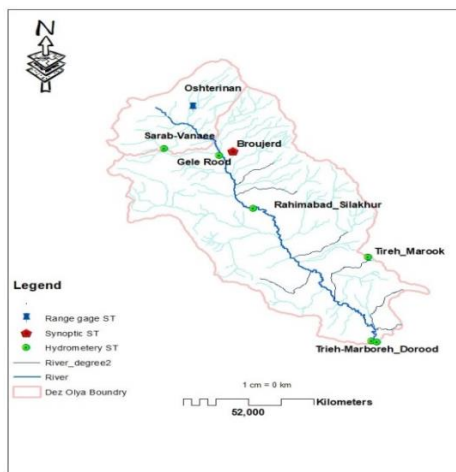 N
Oshterinan
Sarab-Vanaee
Broujerd
Gele Rood
Rahimabad_Silakhur
Tireh_Marook
Trieh-Marboreh_Dorood
Legend
Range gage ST
Synoptic ST
Hydrometery ST
River_degree2
River
Dez Olya Boundry
1 cm = 0 km
Kilometers
52,000